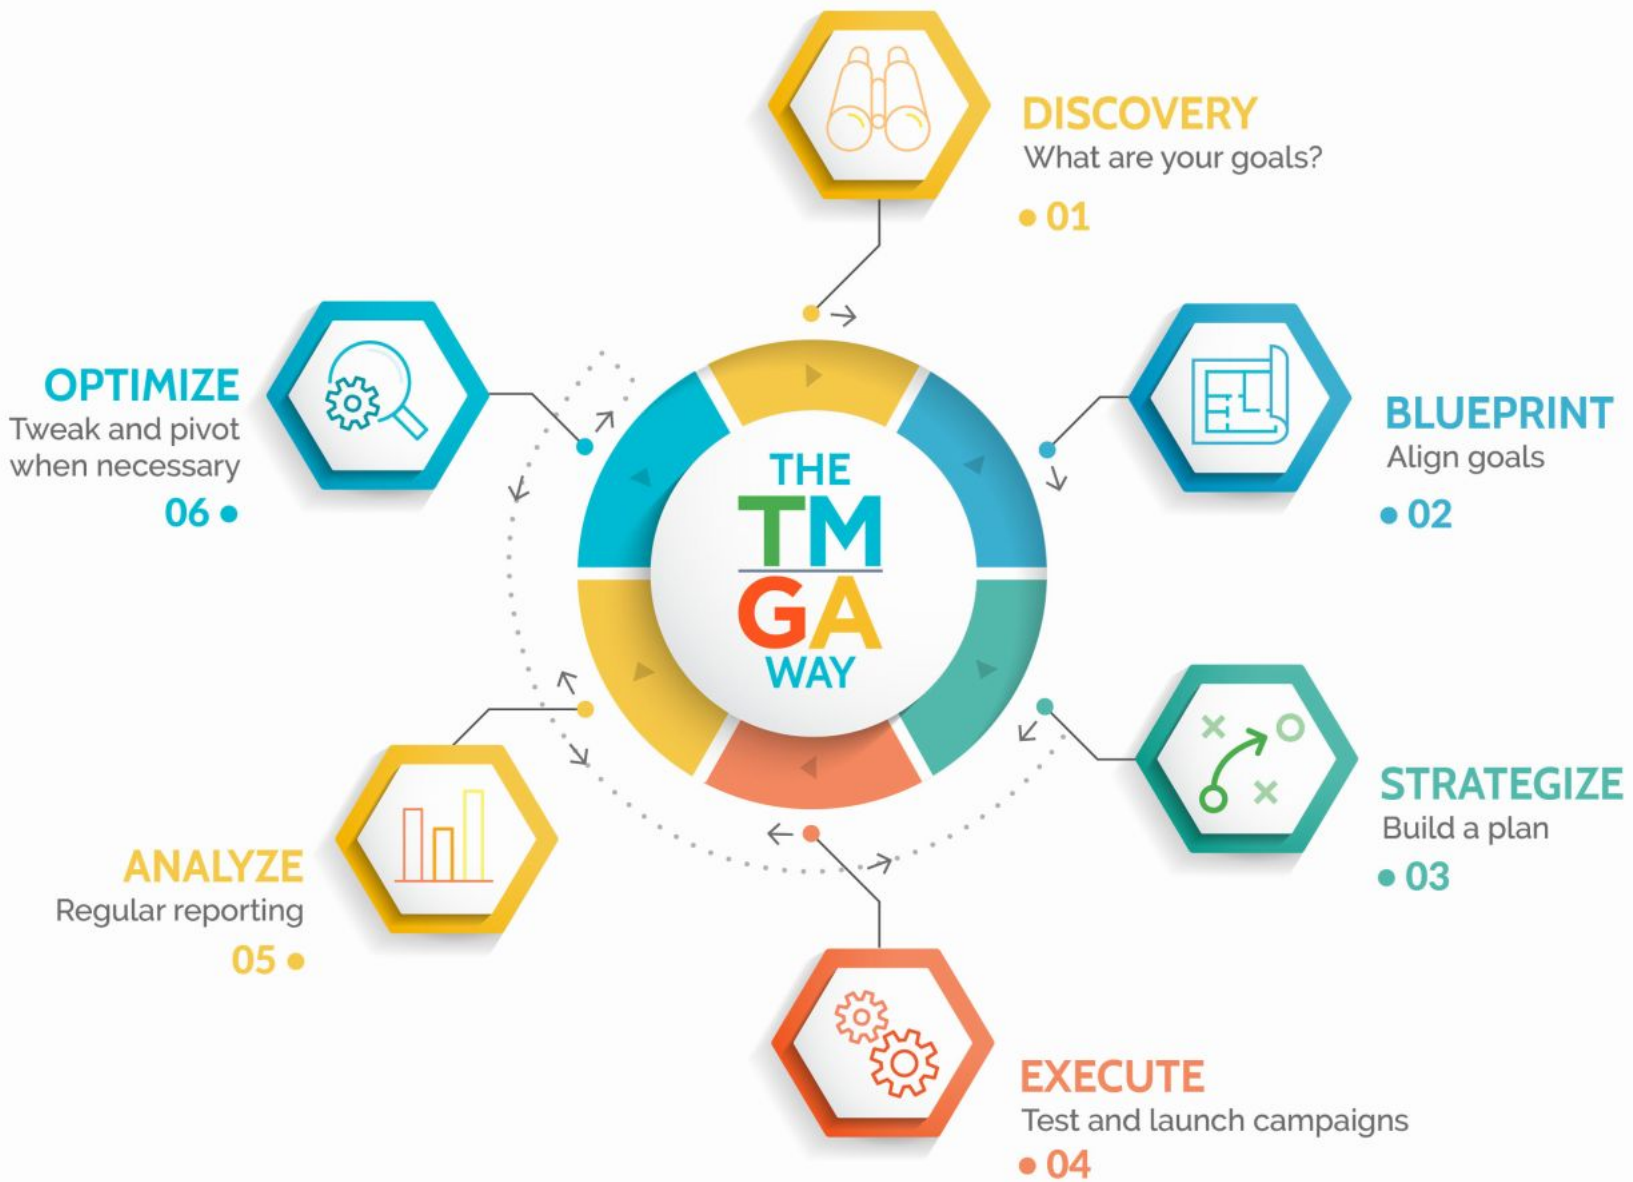 THE
TM
GA
WAY
DISCOVERY
What are your goals?
01
BLUEPRINT
Align goals
02
STRATEGIZE
Build a plan
03
EXECUTE
Test and launch campaigns
04
ANALYZE
Regular reporting
05
OPTIMIZE
Tweak and pivot
when necessary
06